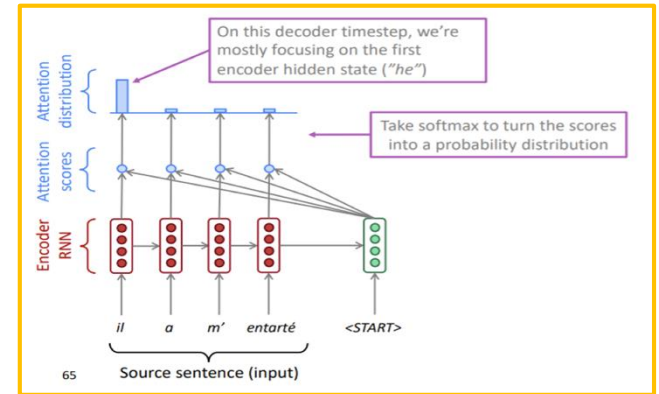 On this decoder timestep, we're
mostly focusing on the first
encoder hidden state ("he")
Attention
distribution
Take softmax to turn the scores
into a probability distribution
Attention
scores
Encoder
RNN
il a m' entarté <START>
Source sentence (input)
65